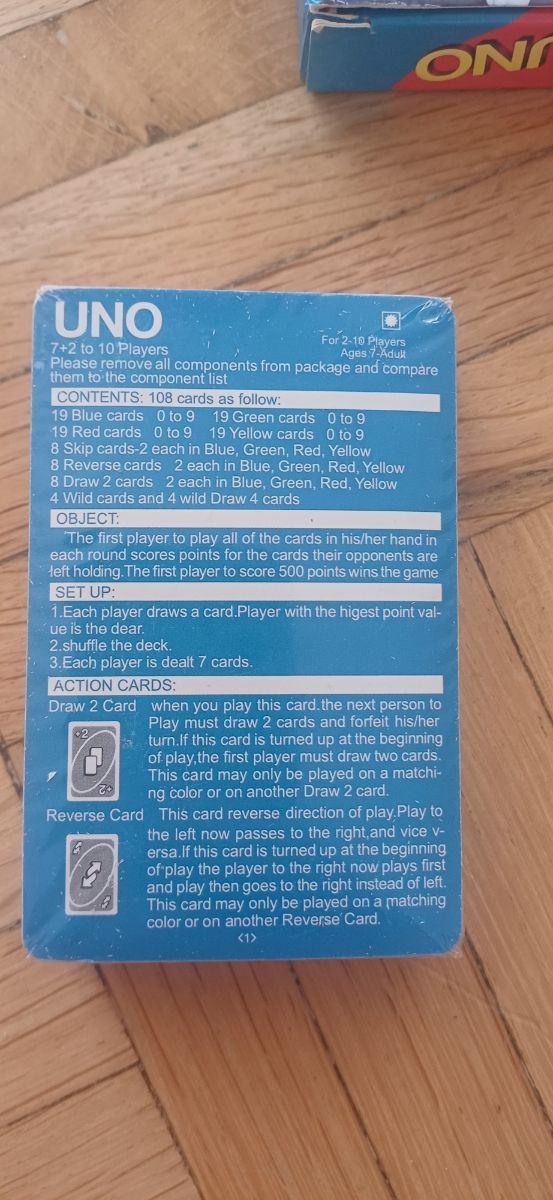 UNO
UNO
7+2 to 10 Players
For 2-10 Players
Ages 7-Adult
Please remove all components from package and compare
them to the component list
CONTENTS: 108 cards as follow:
19 Blue cards 0 to 9 19 Green cards 0 to 9
19 Red cards 0 to 9 19 Yellow cards 0 to 9
8 Skip cards-2 each in Blue, Green, Red, Yellow
8 Reverse cards 2 each in Blue, Green, Red, Yellow
8 Draw 2 cards 2 each in Blue, Green, Red, Yellow
4 Wild cards and 4 wild Draw 4 cards
OBJECT:
The first player to play all of the cards in his/her hand in
each round scores points for the cards their opponents are
left holding.The first player to score 500 points wins the game
SET UP:
1.Each player draws a card.Player with the higest point val-
ue is the dear.
2.shuffle the deck.
3.Each player is dealt 7 cards.
ACTION CARDS:
Draw 2 Card when you play this card.the next person to
Play must draw 2 cards and forfeit his/her
turn.If this card is turned up at the beginning
of play,the first player must draw two cards.
This card may only be played on a matchi-
ng color or on another Draw 2 card.
+2
+2
Reverse Card This card reverse direction of play.Play to
the left now passes to the right,and vice v-
ersa.If this card is turned up at the beginning
of play the player to the right now plays first
and play then goes to the right instead of left.
This card may only be played on a matching
color or on another Reverse Card.
<1>